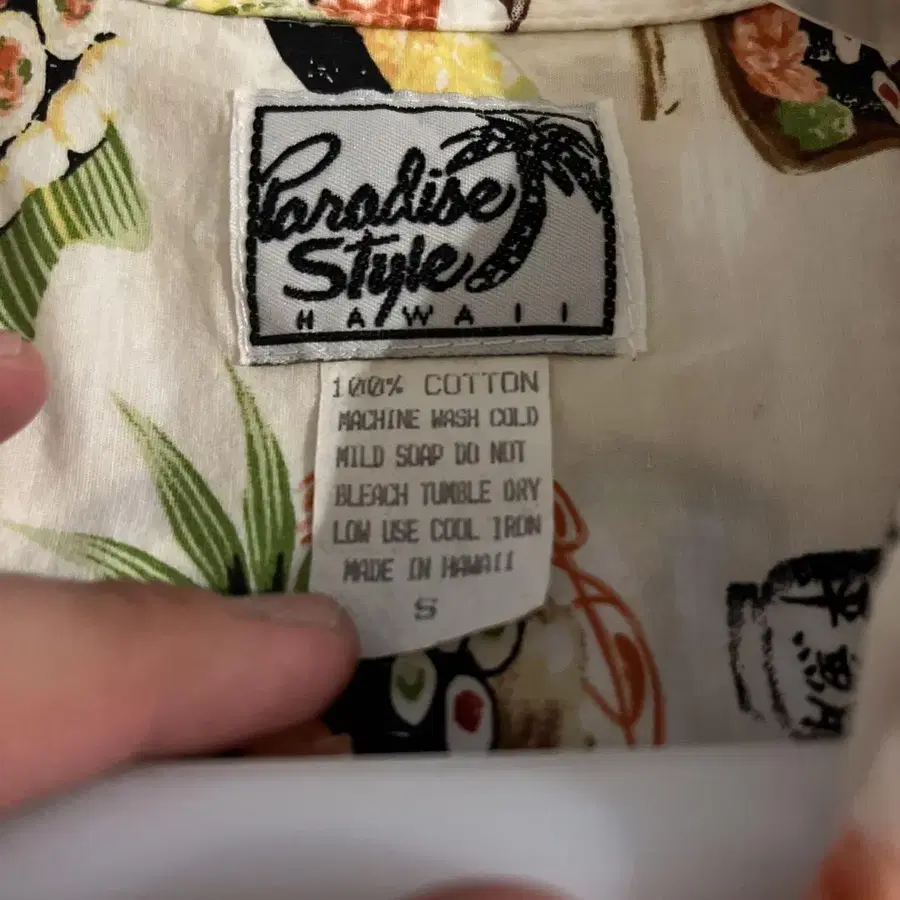 Paradise
Style
HAWAII
100% COTTON
MACHINE WASH COLD
MILD SOAP DO NOT
BLEACH TUMBLE DRY
LOW USE COOL IRON
MADE IN HAWAII
S